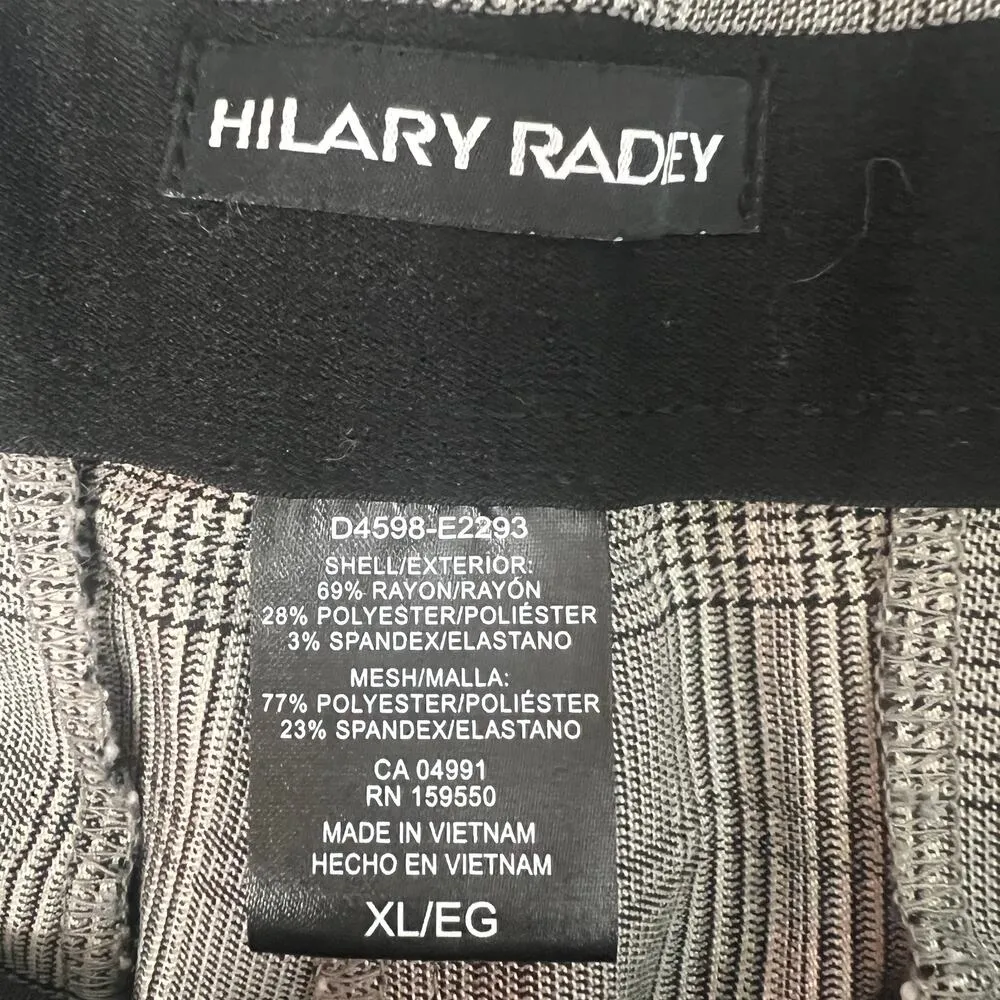 HILARY RADEY
D4598-E2293
SHELL/EXTERIOR:
69% RAYON/RAYÓN
28% POLYESTER/POLIÉSTER
3% SPANDEX/ELASTANO
MESH/MALLA:
77% POLYESTER/POLIÉSTER
23% SPANDEX/ELASTANO
CA 04991
RN 159550
MADE IN VIETNAM
HECHO EN VIETNAM
XL/EG